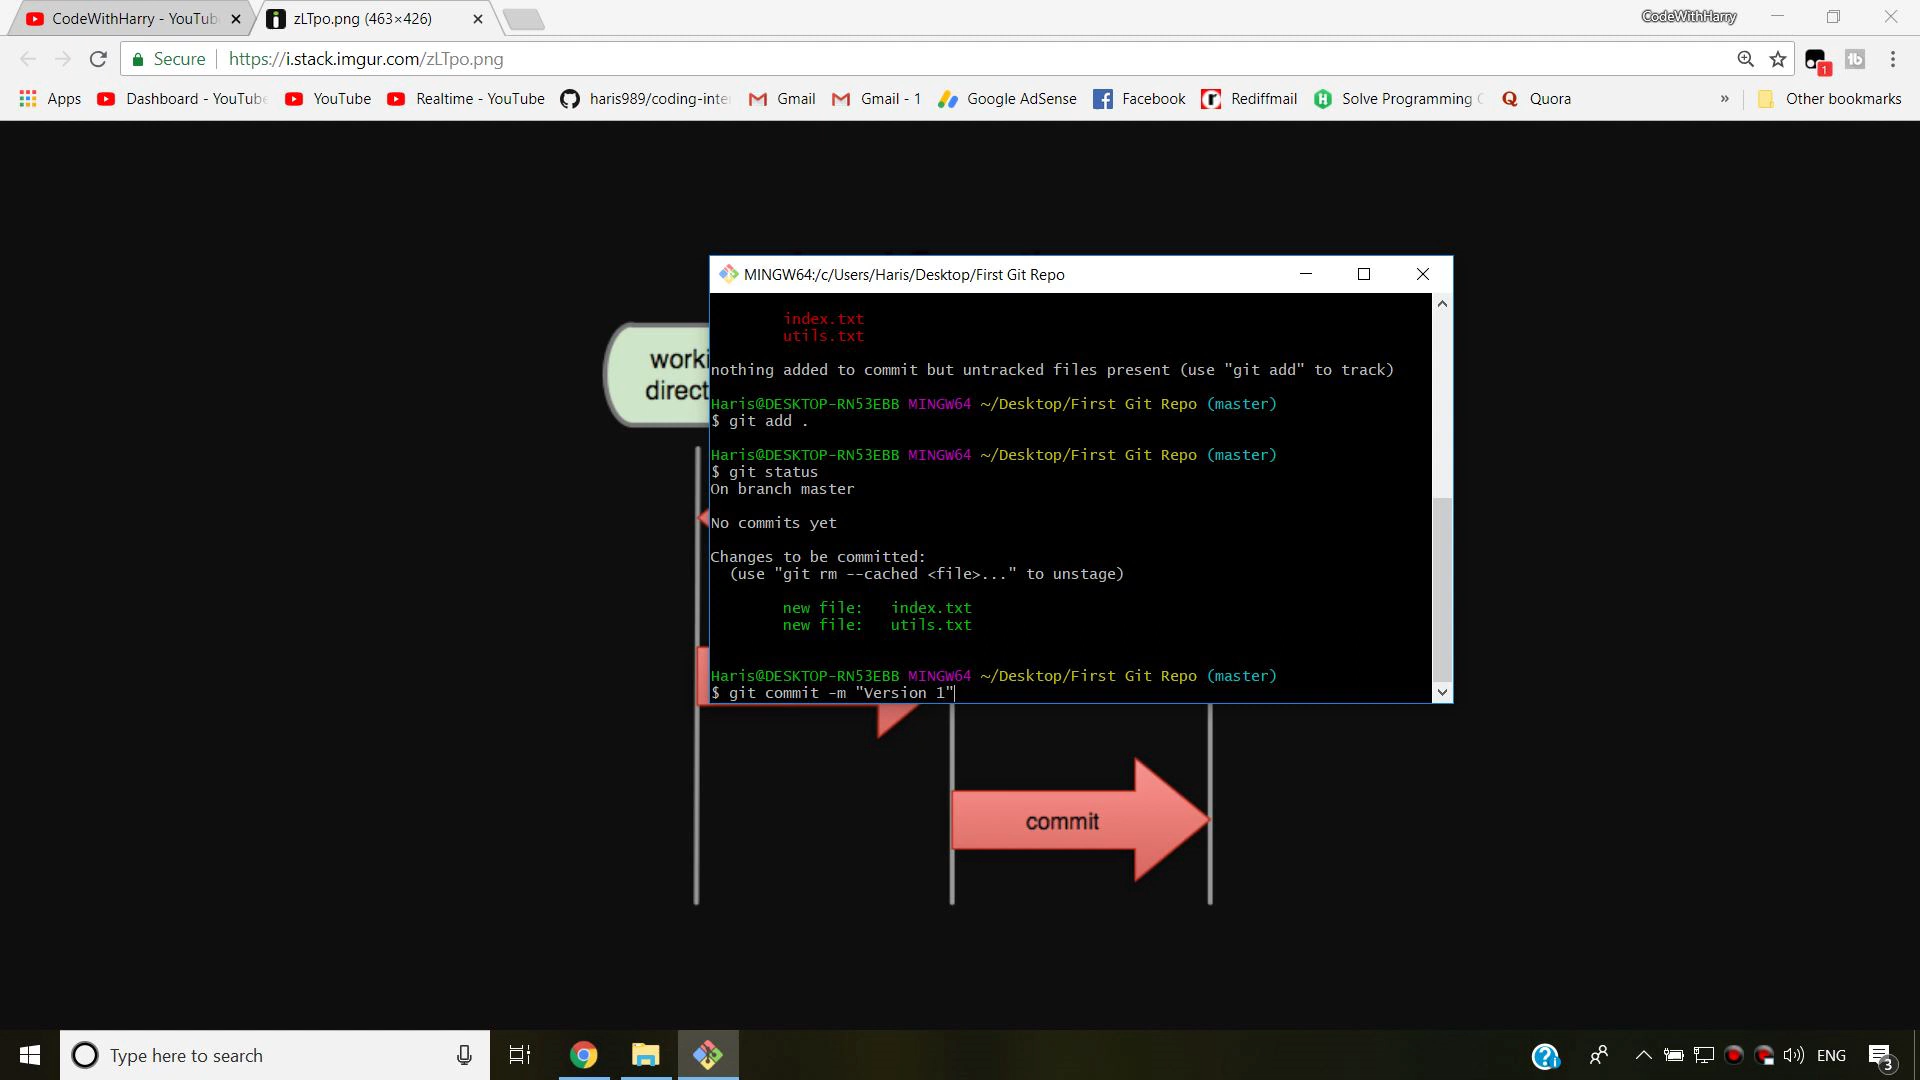 CodeWithHarry - YouTub
zLTpo.png (463×426)
CodeWithHarry
Secure
https://i.stack.imgur.com/zLTpo.png
1
Apps
Dashboard - YouTube
YouTube
Realtime - YouTube
haris989/coding-inte
Gmail
Gmail - 1
Google AdSense
Facebook
Rediffmail
Solve Programming
Quora
»
Other bookmarks
MINGW64:/c/Users/Haris/Desktop/First Git Repo
index.txt
utils.txt
nothing added to commit but untracked files present (use "git add" to track)
Haris@DESKTOP-RN53EBB MINGW64 ~/Desktop/First Git Repo (master)
$ git add .
Haris@DESKTOP-RN53EBB MINGW64 ~/Desktop/First Git Repo (master)
$ git status
On branch master
No commits yet
Changes to be committed:
(use "git rm --cached <file>..." to unstage)
new file:   index.txt
new file:   utils.txt
Haris@DESKTOP-RN53EBB MINGW64 ~/Desktop/First Git Repo (master)
$ git commit -m "Version 1"
worki
direct
commit
Type here to search
ENG
3